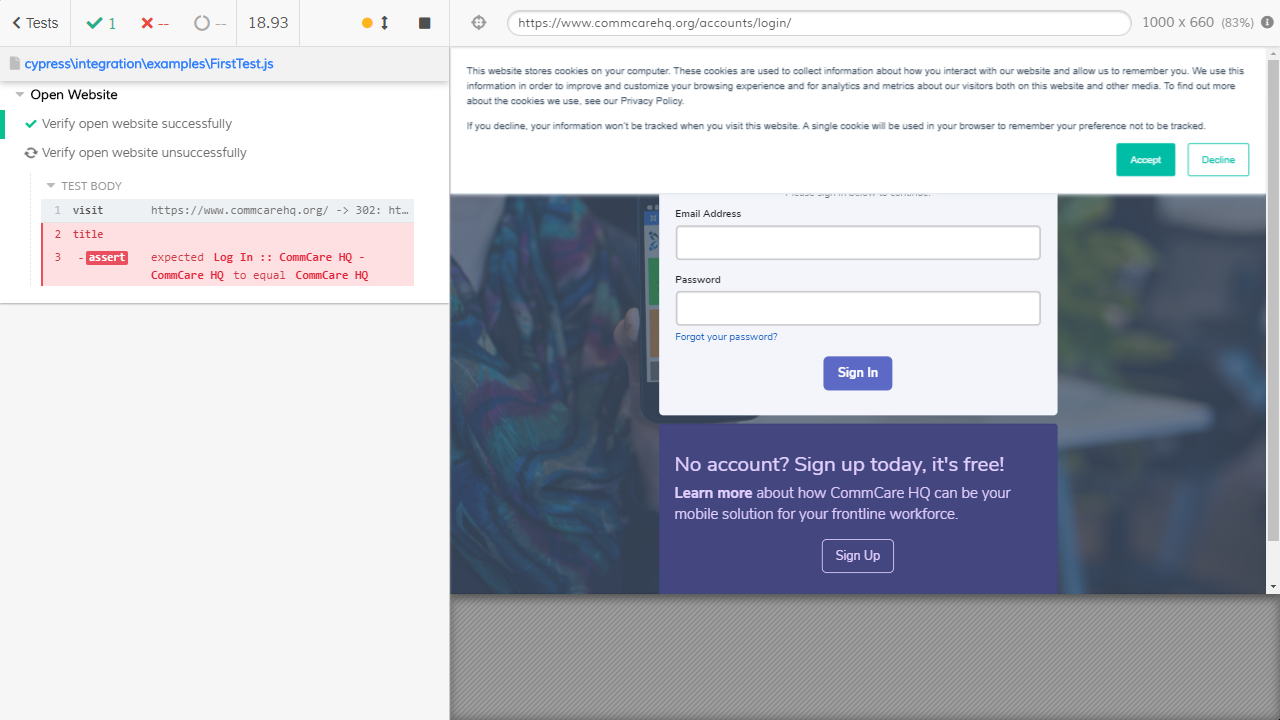 Tests
1
--
--
18.93
https://www.commcarehq.org/accounts/login/
1000 x 660 (83%)
cypress\integration\examples\FirstTest.js
Open Website
Verify open website successfully
Verify open website unsuccessfully
TEST BODY
1 visit https://www.commcarehq.org/ -> 302: ht…
2 title
3 - assert expected Log In :: CommCare HQ -
CommCare HQ to equal CommCare HQ
This website stores cookies on your computer. These cookies are used to collect information about how you interact with our website and allow us to remember you. We use this
information in order to improve and customize your browsing experience and for analytics and metrics about our visitors both on this website and other media. To find out more
about the cookies we use, see our Privacy Policy.
If you decline, your information won't be tracked when you visit this website. A single cookie will be used in your browser to remember your preference not to be tracked.
Accept
Decline
Please sign in below to continue.
Email Address
Password
Forgot your password?
Sign In
No account? Sign up today, it's free!
Learn more about how CommCare HQ can be your
mobile solution for your frontline workforce.
Sign Up